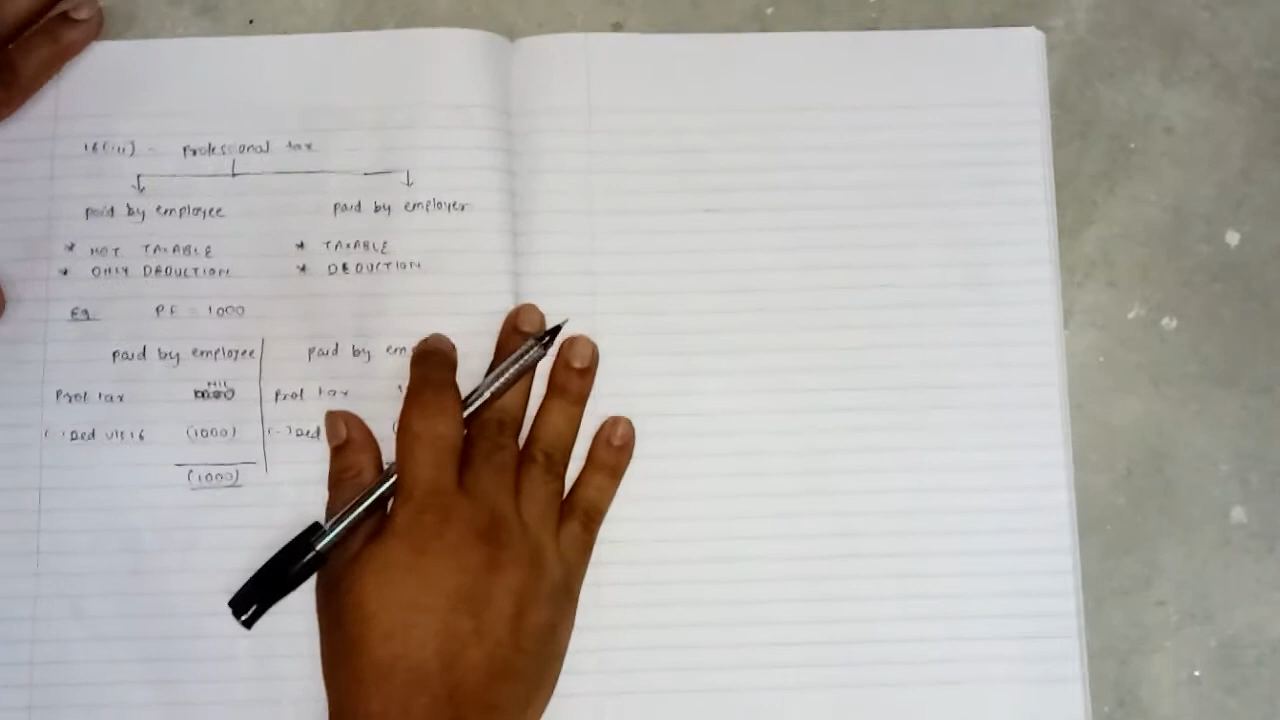 16(iii) - Professional tax
paid by employee paid by employer
* NOT TAXABLE * TAXABLE
* ONLY DEDUCTION * DEDUCTION
Eg. PF = 1000
paid by employee paid by em
Prof tax NIL Prof tax
(-) Ded u/s 16 (1000) (-) Ded
(1000)